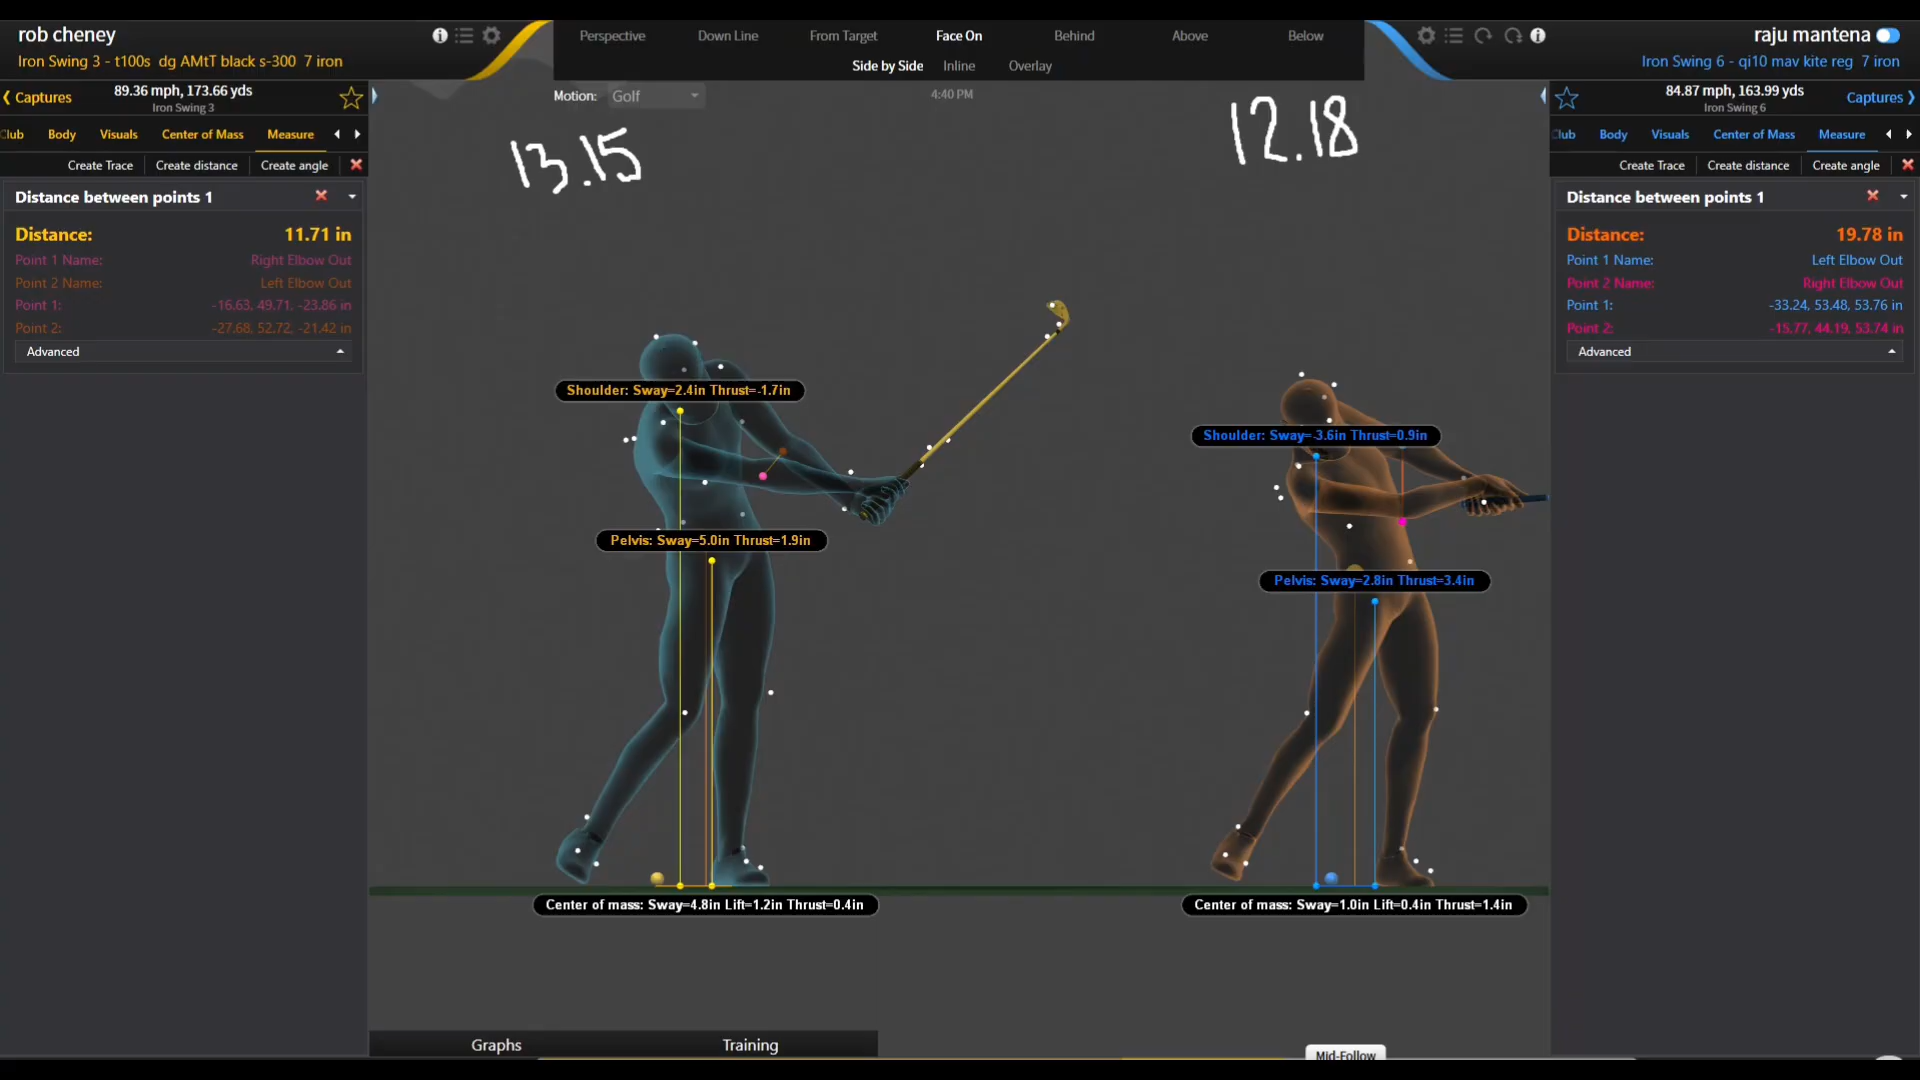 rob cheney
Iron Swing 3 - t100s dg AMtT black s-300 7 iron
Captures
89.36 mph, 173.66 yds
Iron Swing 3
Club Body Visuals Center of Mass Measure
Create Trace Create distance Create angle
Distance between points 1
Distance: 11.71 in
Point 1 Name: Right Elbow Out
Point 2 Name: Left Elbow Out
Point 1: -16.63, 49.71, -23.86 in
Point 2: -27.68, 52.72, -21.42 in
Advanced
Perspective Down Line From Target Face On Behind Above Below
Side by Side Inline Overlay
Motion: Golf
4:40 PM
13.15
12.18
Shoulder: Sway=2.4in Thrust=-1.7in
Pelvis: Sway=5.0in Thrust=1.9in
Center of mass: Sway=4.8in Lift=1.2in Thrust=0.4in
Shoulder: Sway=-3.6in Thrust=0.9in
Pelvis: Sway=2.8in Thrust=3.4in
Center of mass: Sway=1.0in Lift=0.4in Thrust=1.4in
Graphs Training
Mid-Follow
raju mantena
Iron Swing 6 - qi10 mav kite reg 7 iron
84.87 mph, 163.99 yds
Iron Swing 6
Captures
Club Body Visuals Center of Mass Measure
Create Trace Create distance Create angle
Distance between points 1
Distance: 19.78 in
Point 1 Name: Left Elbow Out
Point 2 Name: Right Elbow Out
Point 1: -33.24, 53.48, 53.76 in
Point 2: -15.77, 44.19, 53.74 in
Advanced